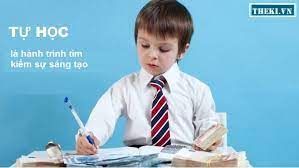 THEKI.VN
TỰ HỌC
là hành trình tìm
kiếm sự sáng tạo